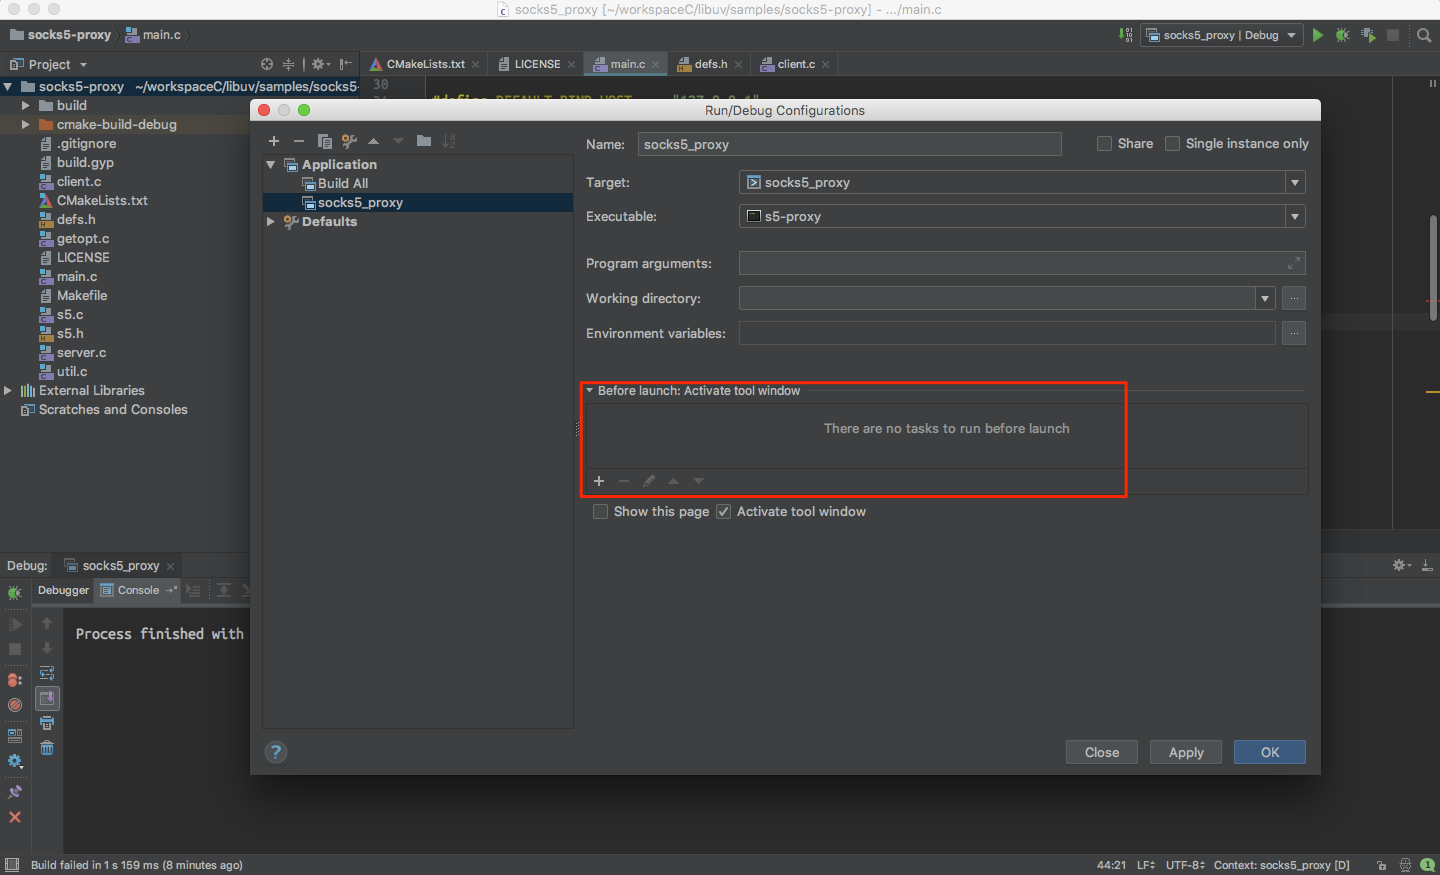 socks5_proxy [~/workspaceC/libuv/samples/socks5-proxy] - .../main.c
socks5-proxy main.c
socks5_proxy | Debug
Project
CMakeLists.txt LICENSE main.c defs.h client.c
socks5-proxy ~/workspaceC/libuv/samples/socks5-
30
build
cmake-build-debug
.gitignore
build.gyp
client.c
CMakeLists.txt
defs.h
getopt.c
LICENSE
main.c
Makefile
s5.c
s5.h
server.c
util.c
External Libraries
Scratches and Consoles
Run/Debug Configurations
Application
Build All
socks5_proxy
Defaults
Name: socks5_proxy
Share Single instance only
Target: socks5_proxy
Executable: s5-proxy
Program arguments:
Working directory:
...
Environment variables:
...
Before launch: Activate tool window
There are no tasks to run before launch
Show this page Activate tool window
? Close Apply OK
Debug: socks5_proxy
Debugger Console
Process finished with
Build failed in 1 s 159 ms (8 minutes ago)
44:21 LF UTF-8 Context: socks5_proxy [D] 1